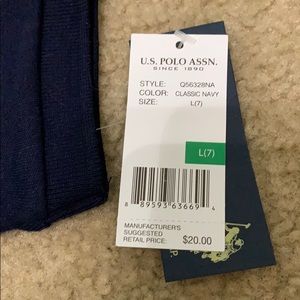 U.S. POLO ASSN.
SINCE 1890
STYLE: Q56328NA
COLOR: CLASSIC NAVY
SIZE: L(7)
L(7)
8 89593 63669 4
MANUFACTURER'S
SUGGESTED
RETAIL PRICE: $20.00